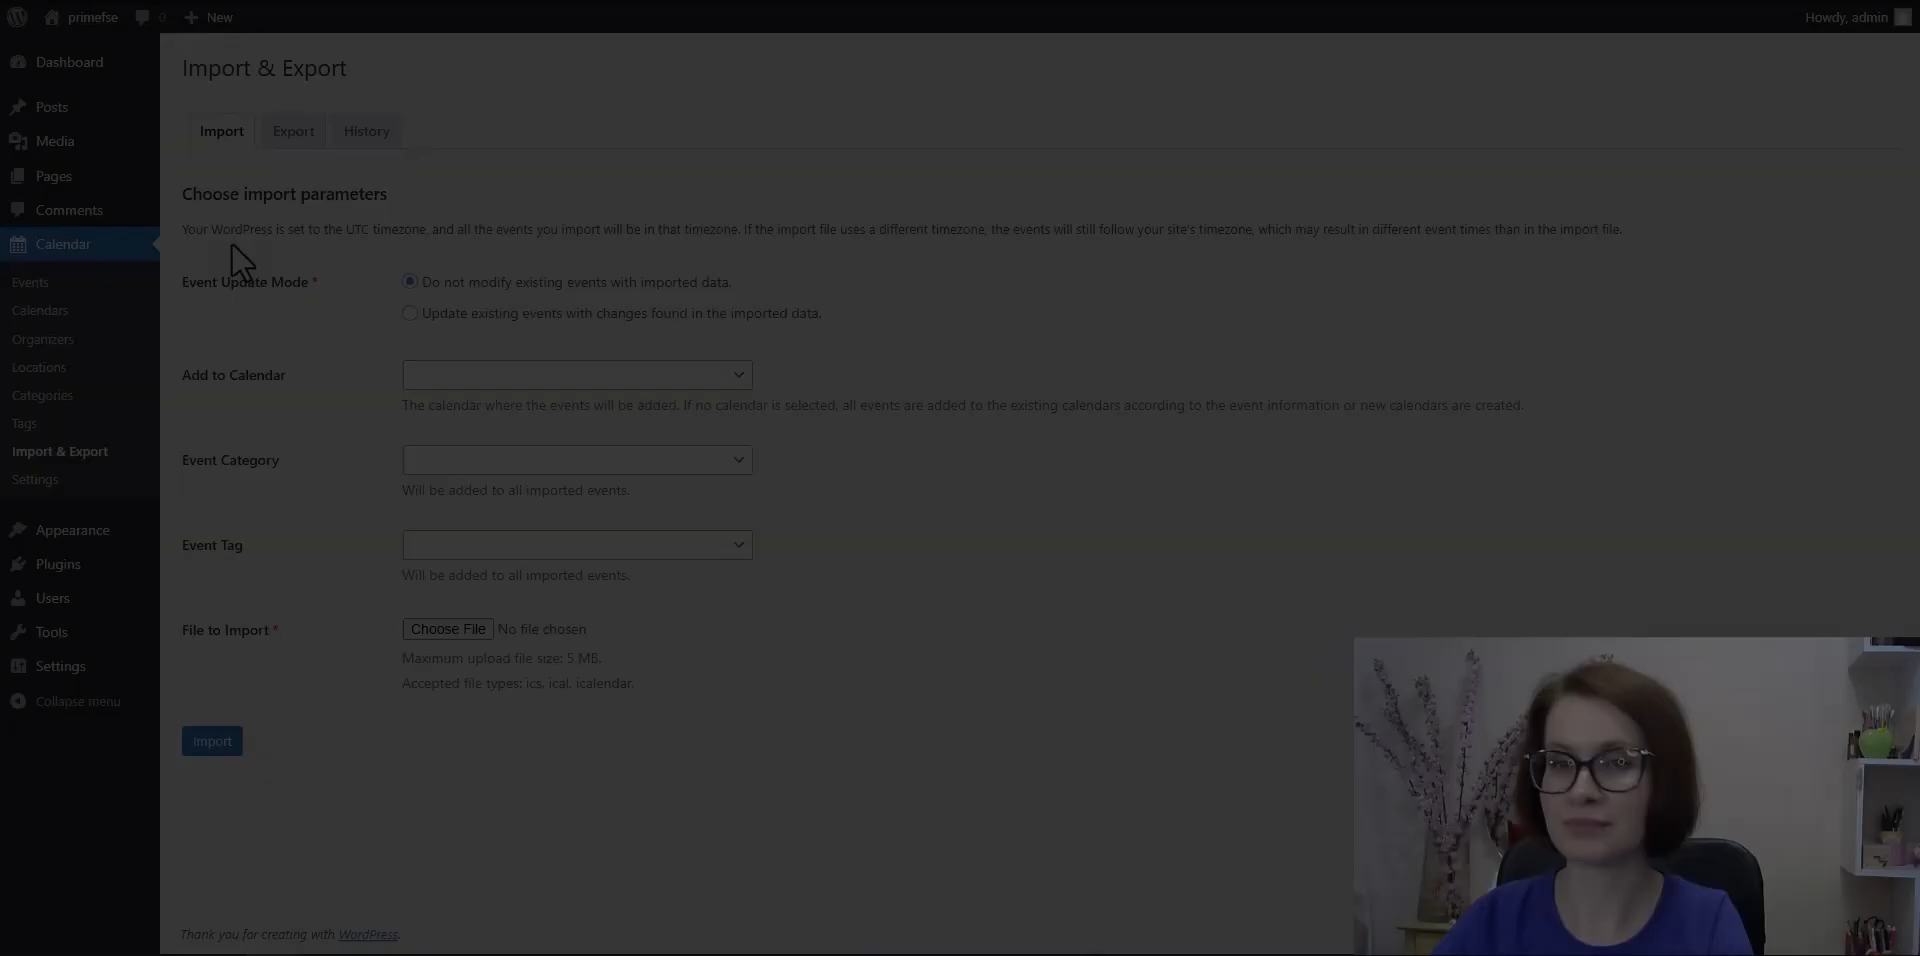 primefse
0
New
Howdy, admin
Dashboard
Posts
Media
Pages
Comments
Calendar
Events
Calendars
Organizers
Locations
Categories
Tags
Import & Export
Settings
Appearance
Plugins
Users
Tools
Settings
Collapse menu
Import & Export
Import
Export
History
Choose import parameters
Your WordPress is set to the UTC timezone, and all the events you import will be in that timezone. If the import file uses a different timezone, the events will still follow your site's timezone, which may result in different event times than in the import file.
Event Update Mode *
Do not modify existing events with imported data.
Update existing events with changes found in the imported data.
Add to Calendar
The calendar where the events will be added. If no calendar is selected, all events are added to the existing calendars according to the event information or new calendars are created.
Event Category
Will be added to all imported events.
Event Tag
Will be added to all imported events.
File to Import *
Choose File No file chosen
Maximum upload file size: 5 MB.
Accepted file types: ics, ical, icalendar.
Import
Thank you for creating with WordPress.